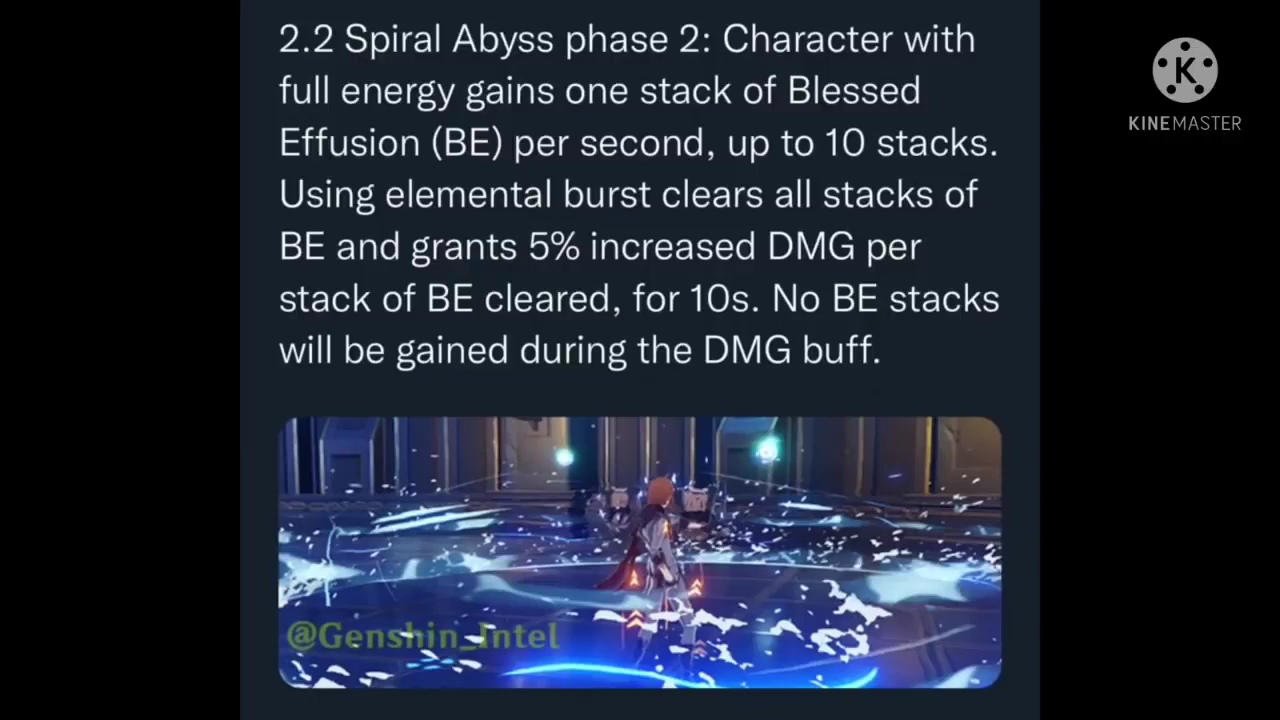 2.2 Spiral Abyss phase 2: Character with
full energy gains one stack of Blessed
Effusion (BE) per second, up to 10 stacks.
Using elemental burst clears all stacks of
BE and grants 5% increased DMG per
stack of BE cleared, for 10s. No BE stacks
will be gained during the DMG buff.
@Genshin_Intel
K
KINEMASTER